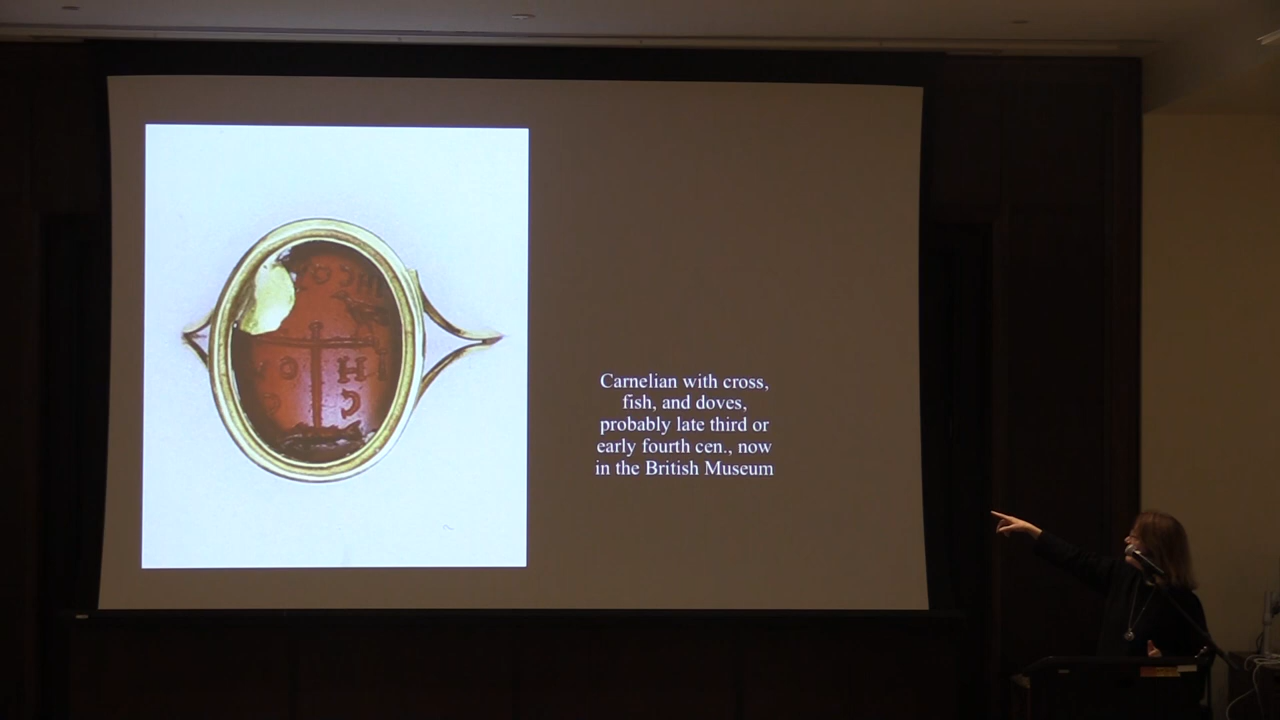 Carnelian with cross,
fish, and doves,
probably late third or
early fourth cen., now
in the British Museum